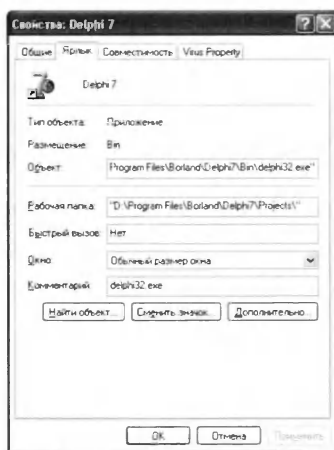 Свойства: Delphi 7
Общие Ярлык Совместимость Virus Property
Delphi 7
Тип объекта: Приложение
Размещение: Bin
Объект: Program Files\Borland\Delphi7\Bin\delphi32.exe"
Рабочая папка: "D:\Program Files\Borland\Delphi7\Projects\"
Быстрый вызов: Нет
Окно: Обычный размер окна
Комментарий: delphi32.exe
Найти объект... Сменить значок... Дополнительно...
OK Отмена Применить